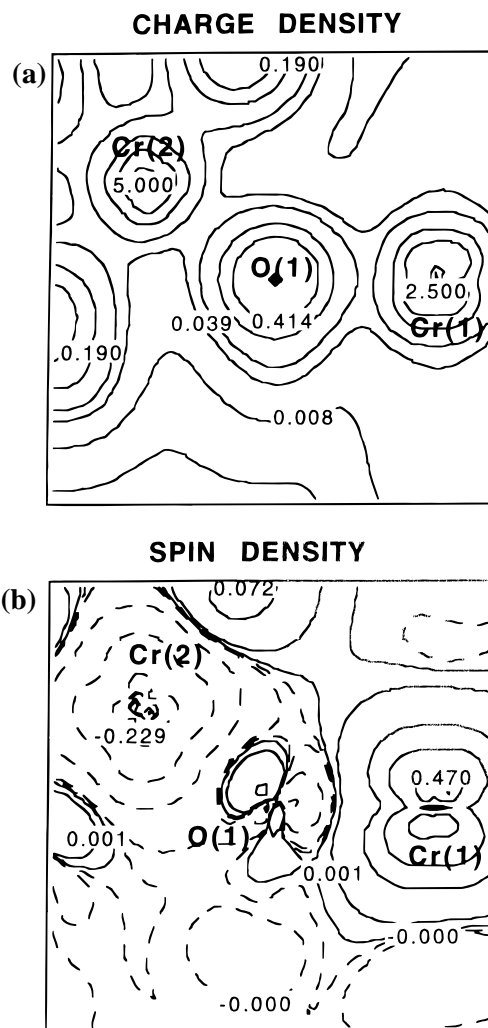 CHARGE DENSITY
(a)
0.190
Cr(2)
5.000
O(1)
2.500
0.039
0.414
Cr(1)
0.190
0.008
SPIN DENSITY
(b)
0.072
Cr(2)
-0.229
0.470
0.001
O(1)
Cr(1)
0.001
-0.000
-0.000